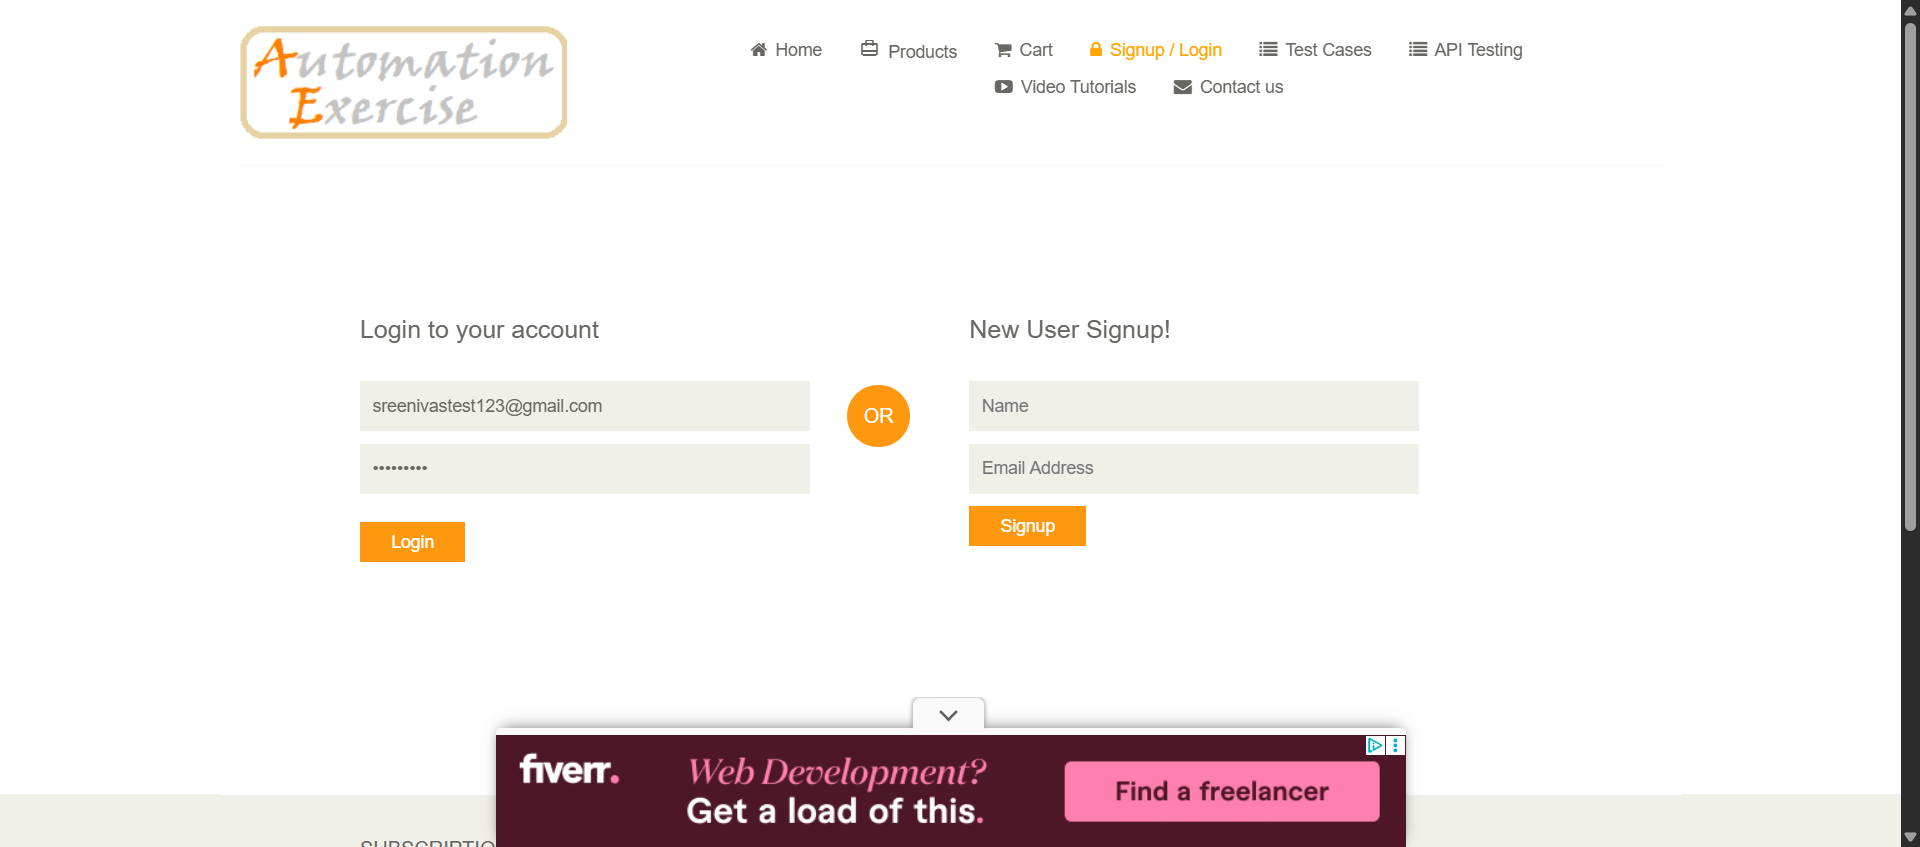 Automation
Exercise
Home
Products
Cart
Signup / Login
Test Cases
API Testing
Video Tutorials
Contact us
Login to your account
sreenivastest123@gmail.com
•••••••••
Login
OR
New User Signup!
Name
Email Address
Signup
fiverr.
Web Development?
Get a load of this.
Find a freelancer